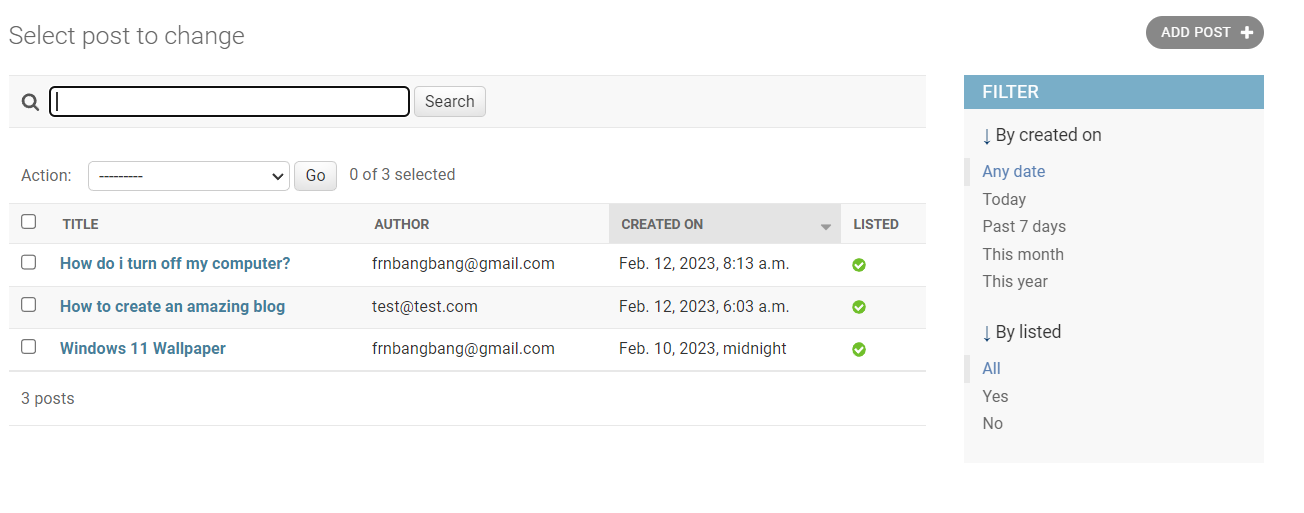 Select post to change
ADD POST
Search
FILTER
↓ By created on
Any date
Today
Past 7 days
This month
This year
↓ By listed
All
Yes
No
Action: --------- Go 0 of 3 selected
TITLE AUTHOR CREATED ON LISTED
How do i turn off my computer? frnbangbang@gmail.com Feb. 12, 2023, 8:13 a.m.
How to create an amazing blog test@test.com Feb. 12, 2023, 6:03 a.m.
Windows 11 Wallpaper frnbangbang@gmail.com Feb. 10, 2023, midnight
3 posts